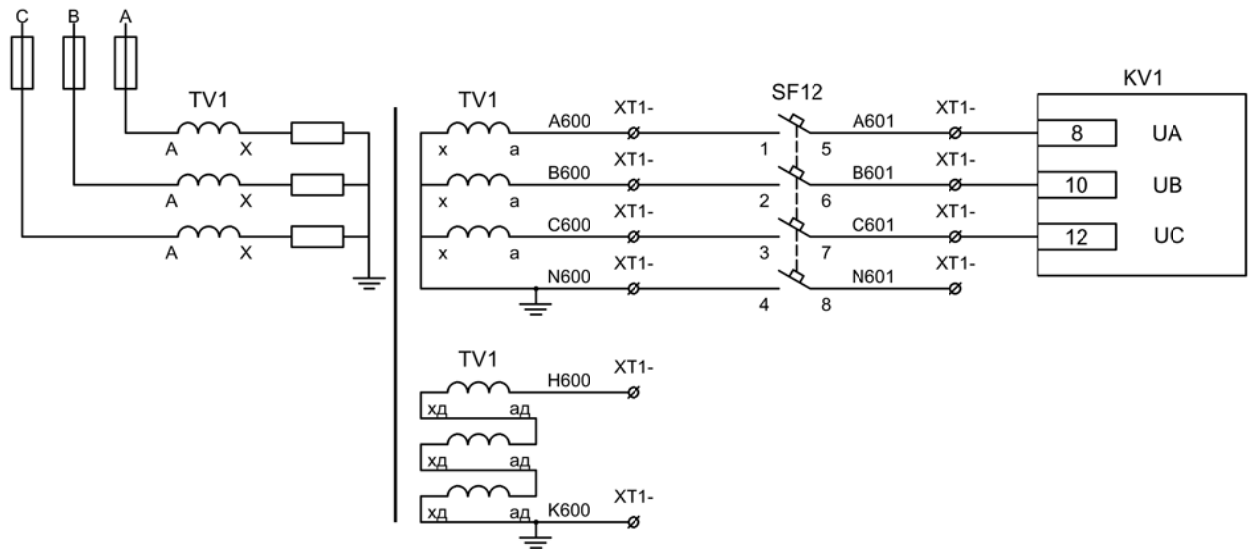 C B A
KV1
TV1 TV1 XT1- SF12 XT1-
A600 A601 8 UA
A X x a 1 5
XT1- XT1-
B600 B601 10 UB
A X x a 2 6
XT1- XT1-
C600 C601 12 UC
A X x a 3 7
XT1- XT1-
N600 N601
4 8
TV1
XT1-
H600
хд ад
хд ад
XT1-
K600
хд ад